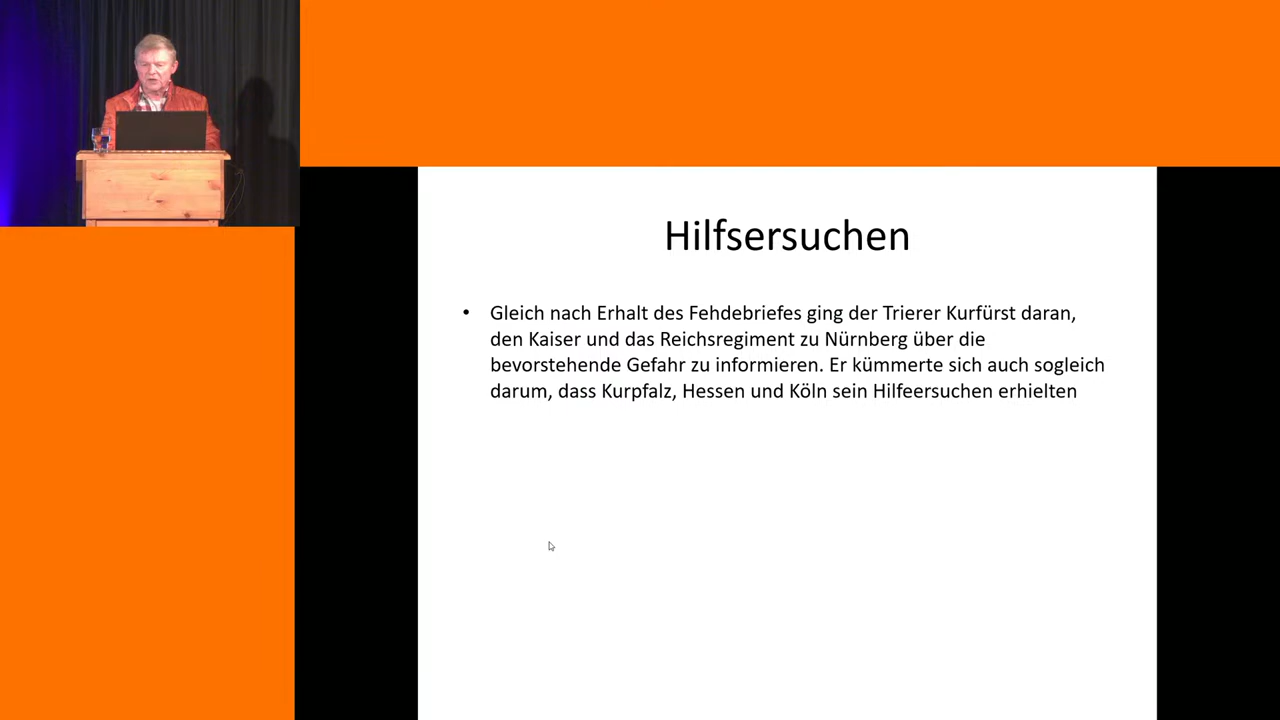 Hilfsersuchen
• Gleich nach Erhalt des Fehdebriefes ging der Trierer Kurfürst daran,
den Kaiser und das Reichsregiment zu Nürnberg über die
bevorstehende Gefahr zu informieren. Er kümmerte sich auch sogleich
darum, dass Kurpfalz, Hessen und Köln sein Hilfeersuchen erhielten